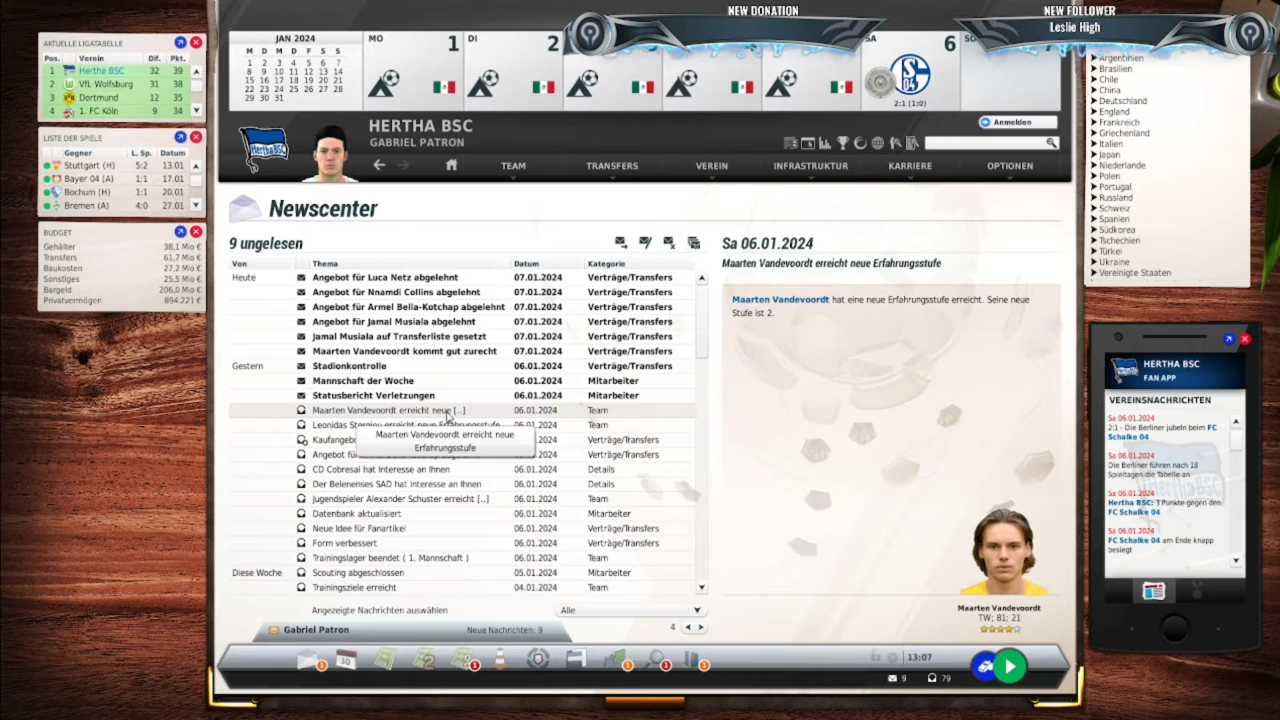 NEW DONATION
NEW FOLLOWER
Leslie High
AKTUELLE LIGATABELLE
Pos. Verein Dif. Pkt.
1 Hertha BSC 32 39
2 VfL Wolfsburg 31 38
3 Dortmund 12 35
4 1. FC Köln 9 34
LISTE DER SPIELE
Gegner L. Sp. Datum
Stuttgart (H) 5:2 13.01
Bayer 04 (A) 1:1 17.01
Bochum (H) 1:1 20.01
Bremen (A) 4:0 27.01
BUDGET
Gehälter 38,1 Mio €
Transfers 61,7 Mio €
Baukosten 27,2 Mio €
Sonstiges 25,5 Mio €
Bargeld 206,0 Mio €
Privatvermögen 894.221 €
JAN 2024
M D M D F S S
1 2 3 4 5 6 7
8 9 10 11 12 13 14
15 16 17 18 19 20 21
22 23 24 25 26 27 28
29 30 31
MO 1
DI 2
SA 6
2:1 (1:0)
SO
HERTHA BSC
GABRIEL PATRON
Anmelden
TEAM TRANSFERS VEREIN INFRASTRUKTUR KARRIERE OPTIONEN
Newscenter
9 ungelesen
Von Thema Datum Kategorie
Heute Angebot für Luca Netz abgelehnt 07.01.2024 Verträge/Transfers
Angebot für Nnamdi Collins abgelehnt 07.01.2024 Verträge/Transfers
Angebot für Armel Bella-Kotchap abgelehnt 07.01.2024 Verträge/Transfers
Angebot für Jamal Musiala abgelehnt 07.01.2024 Verträge/Transfers
Jamal Musiala auf Transferliste gesetzt 07.01.2024 Verträge/Transfers
Maarten Vandevoordt kommt gut zurecht 07.01.2024 Verträge/Transfers
Gestern Stadionkontrolle 06.01.2024 Verträge/Transfers
Mannschaft der Woche 06.01.2024 Mitarbeiter
Statusbericht Verletzungen 06.01.2024 Mitarbeiter
Maarten Vandevoordt erreicht neue [..] 06.01.2024 Team
Leonidas Stergiou erreicht neue Erfahrungsstufe 06.01.2024 Team
Maarten Vandevoordt erreicht neue
Erfahrungsstufe
Kaufangebo 06.01.2024 Verträge/Transfers
Angebot fü 06.01.2024 Verträge/Transfers
CD Cobresal hat Interesse an Ihnen 06.01.2024 Details
Der Belenenses SAD hat Interesse an Ihnen 06.01.2024 Details
Jugendspieler Alexander Schuster erreicht [..] 06.01.2024 Team
Datenbank aktualisiert 06.01.2024 Mitarbeiter
Neue Idee für Fanartikel 06.01.2024 Verträge/Transfers
Form verbessert 06.01.2024 Verträge/Transfers
Trainingslager beendet ( 1. Mannschaft ) 06.01.2024 Team
Diese Woche Scouting abgeschlossen 05.01.2024 Mitarbeiter
Trainingsziele erreicht 04.01.2024 Team
Angezeigte Nachrichten auswählen Alle
Gabriel Patron Neue Nachrichten: 9
4
Sa 06.01.2024
Maarten Vandevoordt erreicht neue Erfahrungsstufe
Maarten Vandevoordt hat eine neue Erfahrungsstufe erreicht. Seine neue
Stufe ist 2.
Maarten Vandevoordt
TW; 81; 21
13:07
9 79
Argentinien
Brasilien
Chile
China
Deutschland
England
Frankreich
Griechenland
Italien
Japan
Niederlande
Polen
Portugal
Russland
Schweiz
Spanien
Südkorea
Tschechien
Türkei
Ukraine
Vereinigte Staaten
HERTHA BSC
FAN APP
VEREINSNACHRICHTEN
Sa 06.01.2024
2:1 - Die Berliner jubeln beim FC
Schalke 04
Sa 06.01.2024
Die Berliner führen nach 18
Spieltagen die Tabelle an
Sa 06.01.2024
Hertha BSC: 3 Punkte gegen den
FC Schalke 04
Sa 06.01.2024
FC Schalke 04 am Ende knapp
besiegt